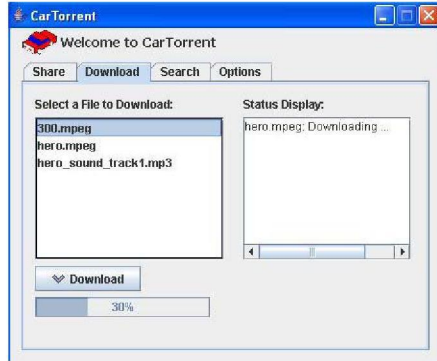 CarTorrent
Welcome to CarTorrent
Share Download Search Options
Select a File to Download: Status Display:
300.mpeg
hero.mpeg
hero_sound_track1.mp3
hero.mpeg: Downloading ...
Download
30%